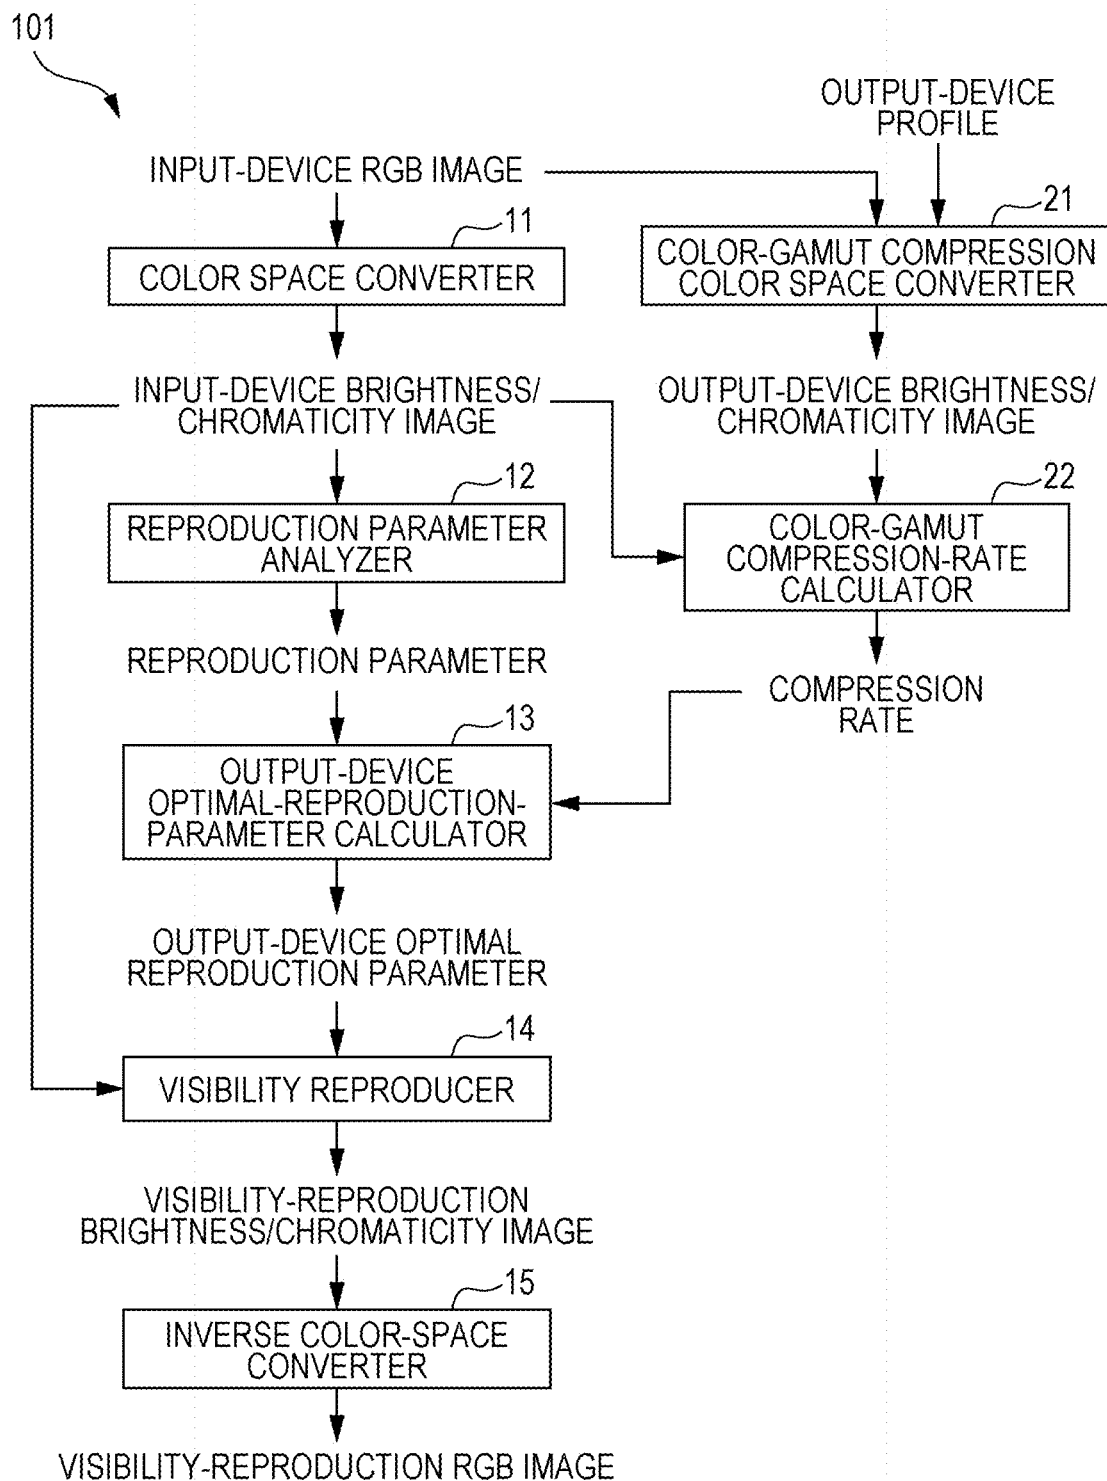 101
OUTPUT-DEVICE
PROFILE
INPUT-DEVICE RGB IMAGE
11
COLOR SPACE CONVERTER
21
COLOR-GAMUT COMPRESSION
COLOR SPACE CONVERTER
INPUT-DEVICE BRIGHTNESS/
CHROMATICITY IMAGE
OUTPUT-DEVICE BRIGHTNESS/
CHROMATICITY IMAGE
12
REPRODUCTION PARAMETER
ANALYZER
22
COLOR-GAMUT
COMPRESSION-RATE
CALCULATOR
REPRODUCTION PARAMETER
COMPRESSION
RATE
13
OUTPUT-DEVICE
OPTIMAL-REPRODUCTION-
PARAMETER CALCULATOR
OUTPUT-DEVICE OPTIMAL
REPRODUCTION PARAMETER
14
VISIBILITY REPRODUCER
VISIBILITY-REPRODUCTION
BRIGHTNESS/CHROMATICITY IMAGE
15
INVERSE COLOR-SPACE
CONVERTER
VISIBILITY-REPRODUCTION RGB IMAGE